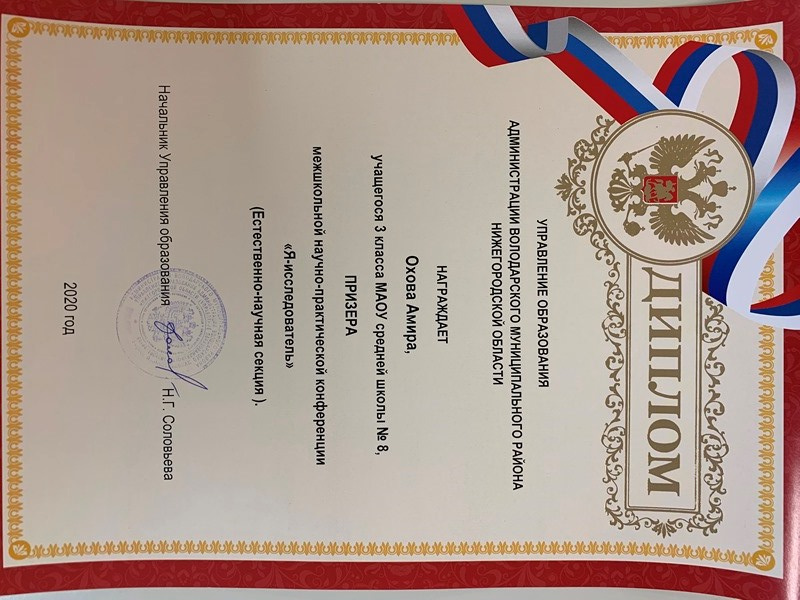 ДИПЛОМ
УПРАВЛЕНИЕ ОБРАЗОВАНИЯ
АДМИНИСТРАЦИИ ВОЛОДАРСКОГО МУНИЦИПАЛЬНОГО РАЙОНА
НИЖЕГОРОДСКОЙ ОБЛАСТИ
НАГРАЖДАЕТ
Охова Амира,
учащегося 3 класса МАОУ средней школы № 8,
ПРИЗЕРА
межшкольной научно-практической конференции
«Я-исследователь»
(Естественно-научная секция ).
Начальник Управления образования Н.Г. Соловьева
2020 год